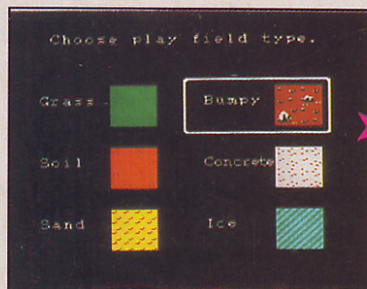 Choose play field type.
Grass Bumpy
Soil Concrete
Sand Ice